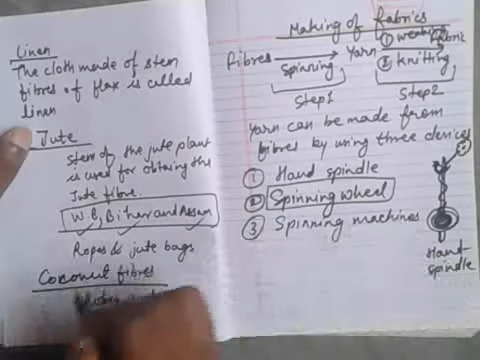 Linen
The cloth made of stem
fibres of flax is called
linen
Jute
stem of the jute plant
is used for obtaining the
Jute fibre.
W.B, Bihar and Assam
Ropes & jute bags
Coconut fibres
Making of fabrics
Fibres → Yarn ① weaving fabric
Spinning ② knitting
Step1 Step2
Yarn can be made from
fibres by using three devices
① Hand spindle
② Spinning wheel
③ Spinning machines
Hand-
spindle